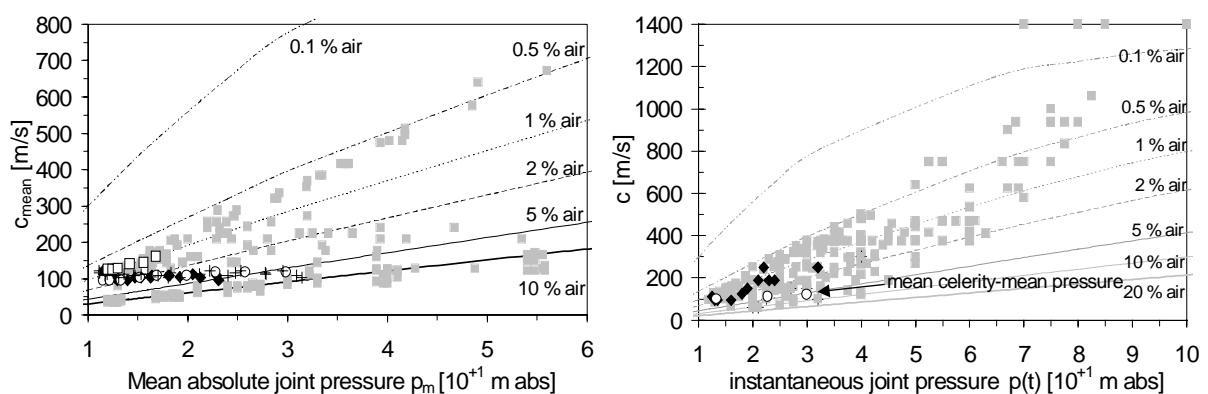 800
700
600
500
400
300
200
100
0
c_mean [m/s]
0.1 % air
0.5 % air
1 % air
2 % air
5 % air
10 % air
1 2 3 4 5 6
Mean absolute joint pressure p_m [10^+1 m abs]
1400
1200
1000
800
600
400
200
0
c [m/s]
0.1 % air
0.5 % air
1 % air
2 % air
5 % air
10 % air
mean celerity-mean pressure
20 % air
1 2 3 4 5 6 7 8 9 10
instantaneous joint pressure p(t) [10^+1 m abs]